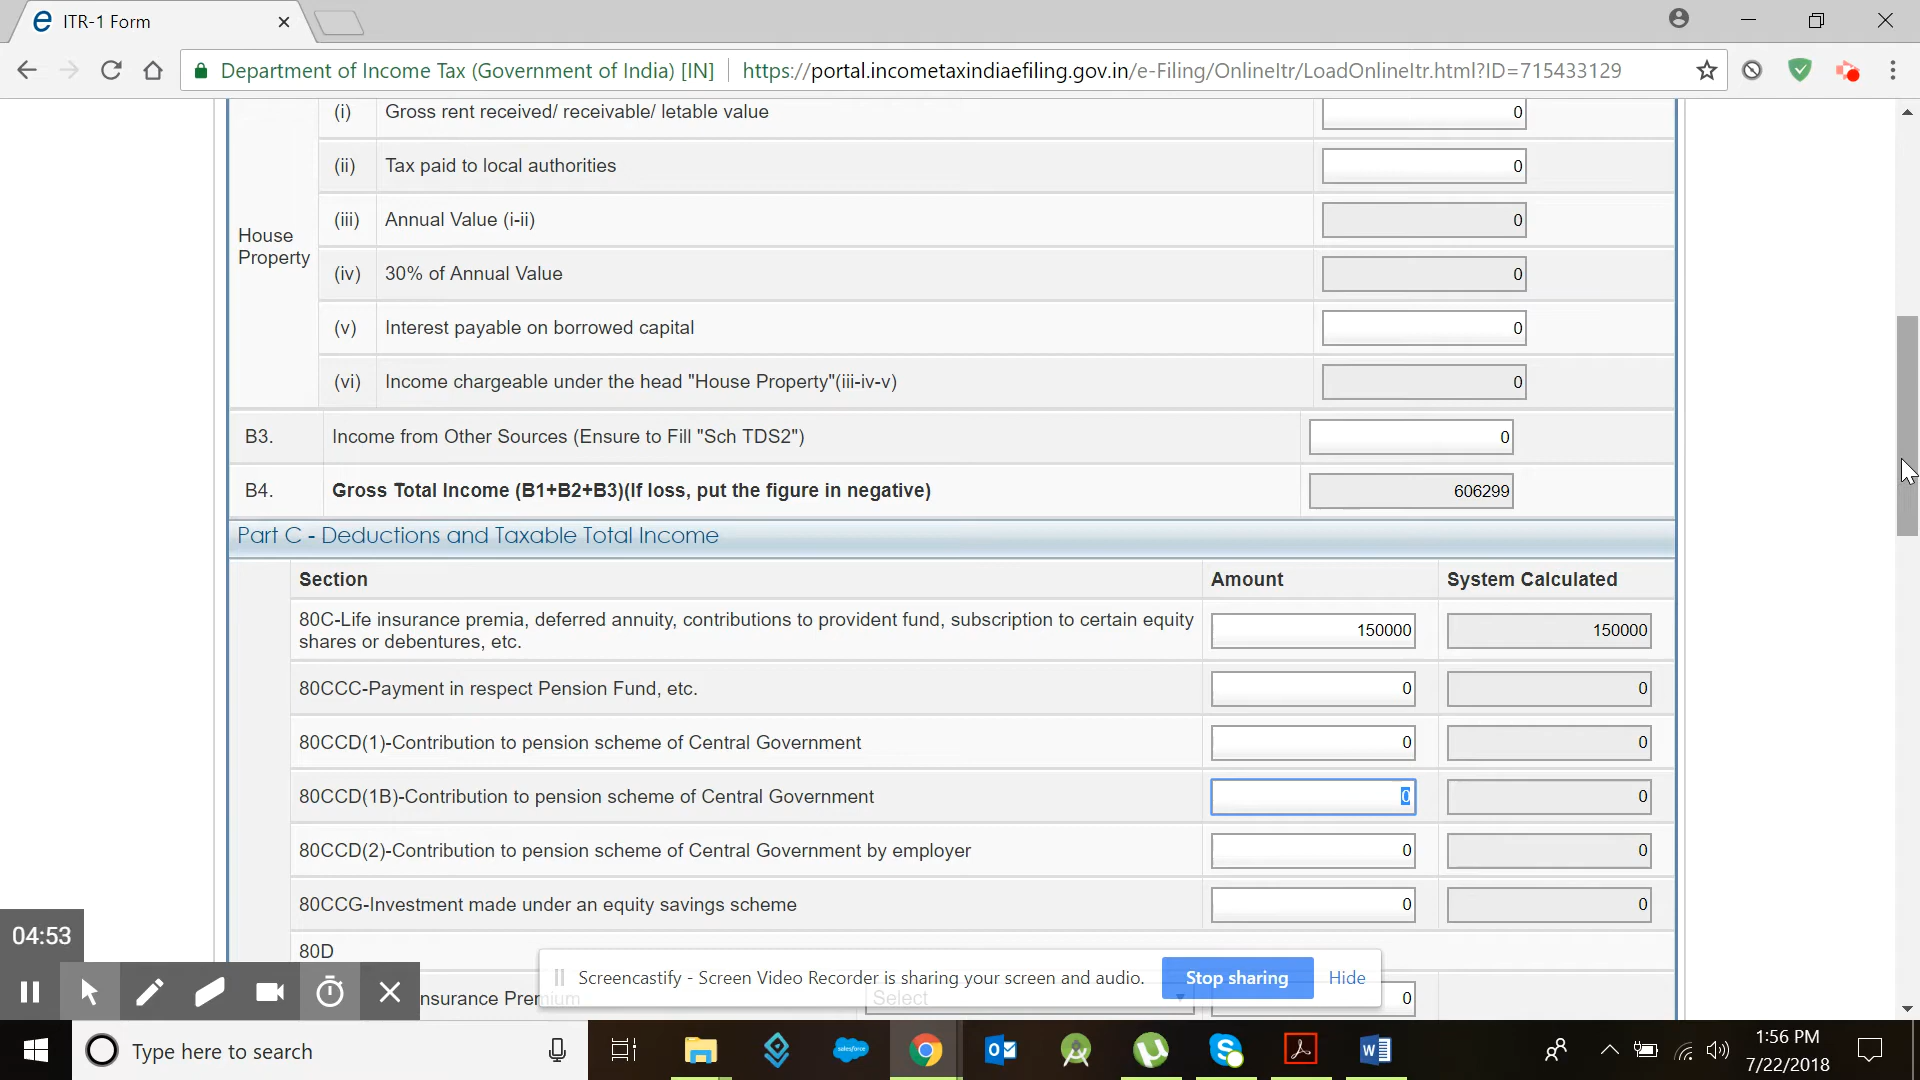 ITR-1 Form
Department of Income Tax (Government of India) [IN]
https://portal.incometaxindiaefiling.gov.in/e-Filing/OnlineItr/LoadOnlineItr.html?ID=715433129
(i) Gross rent received/ receivable/ letable value 0
(ii) Tax paid to local authorities 0
(iii) Annual Value (i-ii) 0
House
Property
(iv) 30% of Annual Value 0
(v) Interest payable on borrowed capital 0
(vi) Income chargeable under the head "House Property"(iii-iv-v) 0
B3. Income from Other Sources (Ensure to Fill "Sch TDS2") 0
B4. Gross Total Income (B1+B2+B3)(If loss, put the figure in negative) 606299
Part C - Deductions and Taxable Total Income
Section Amount System Calculated
80C-Life insurance premia, deferred annuity, contributions to provident fund, subscription to certain equity
shares or debentures, etc. 150000 150000
80CCC-Payment in respect Pension Fund, etc. 0 0
80CCD(1)-Contribution to pension scheme of Central Government 0 0
80CCD(1B)-Contribution to pension scheme of Central Government 0 0
80CCD(2)-Contribution to pension scheme of Central Government by employer 0 0
80CCG-Investment made under an equity savings scheme 0 0
04:53
80D
Screencastify - Screen Video Recorder is sharing your screen and audio. Stop sharing Hide
nsurance Premium Select 0
Type here to search
salesforce
1:56 PM
7/22/2018